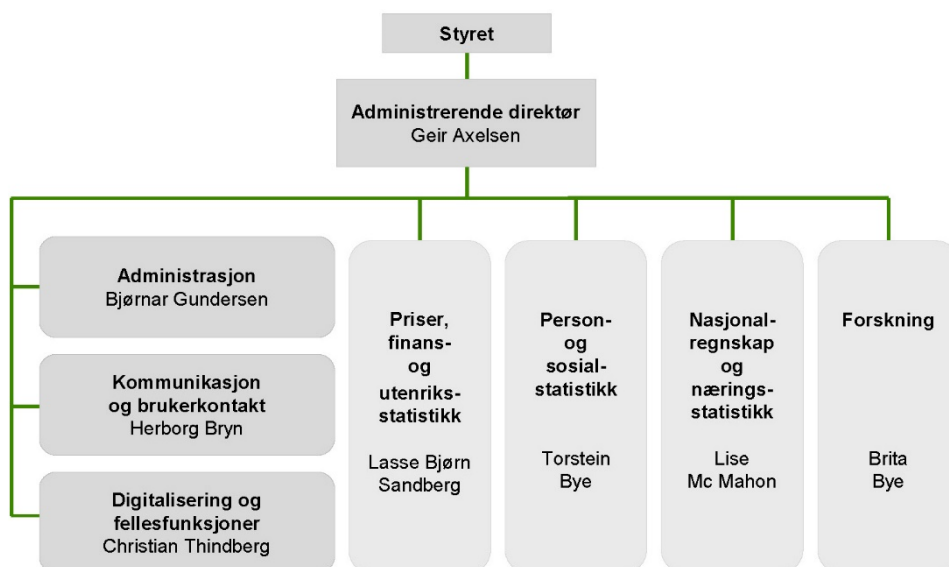 Styret
Administrerende direktør
Geir Axelsen
Administrasjon
Bjørnar Gundersen
Kommunikasjon
og brukerkontakt
Herborg Bryn
Digitalisering og
fellesfunksjoner
Christian Thindberg
Priser,
finans-
og
utenriks-
statistikk
Lasse Bjørn
Sandberg
Person-
og
sosial-
statistikk
Torstein
Bye
Nasjonal-
regnskap
og
nærings-
statistikk
Lise
Mc Mahon
Forskning
Brita
Bye